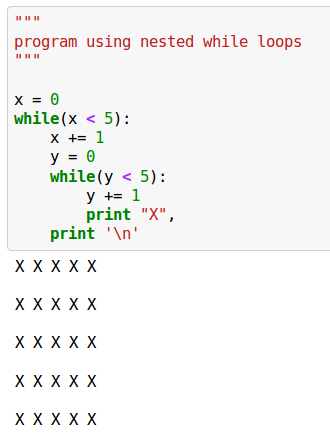 """
program using nested while loops
"""
x = 0
while(x < 5):
    x += 1
    y = 0
    while(y < 5):
        y += 1
        print "X",
    print '\n'
X X X X X
X X X X X
X X X X X
X X X X X
X X X X X